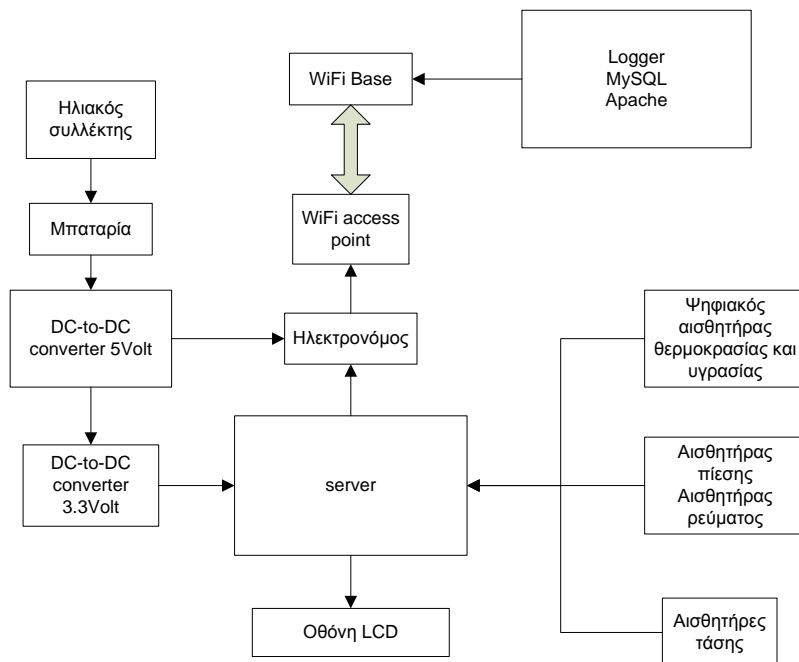 Logger
MySQL
Apache
WiFi Base
Ηλιακός
συλλέκτης
WiFi access
point
Μπαταρία
DC-to-DC
converter 5Volt
Ηλεκτρονόμος
Ψηφιακός
αισθητήρας
θερμοκρασίας και
υγρασίας
DC-to-DC
converter
3.3Volt
server
Αισθητήρας
πίεσης
Αισθητήρας
ρεύματος
Οθόνη LCD
Αισθητήρες
τάσης